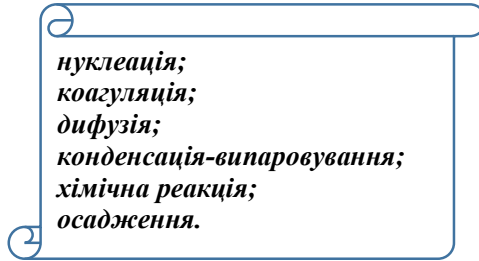 нуклеація;
коагуляція;
дифузія;
конденсація-випаровування;
хімічна реакція;
осадження.